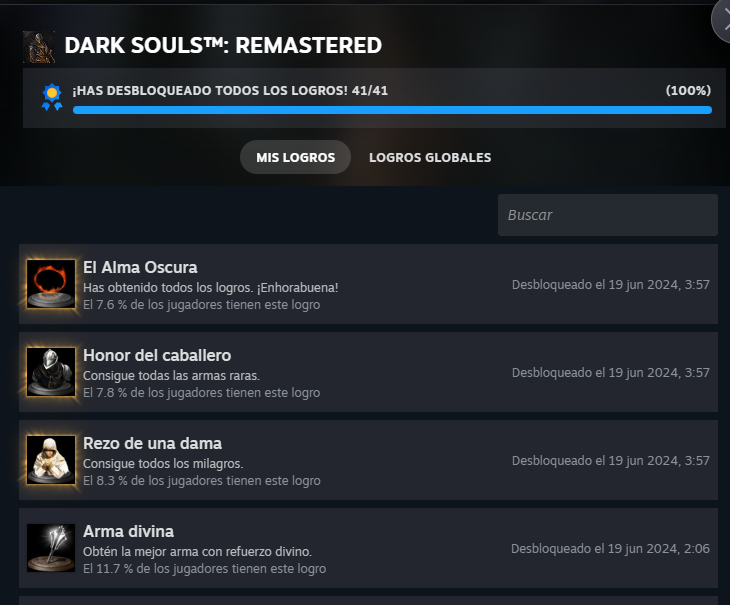 DARK SOULS™: REMASTERED
¡HAS DESBLOQUEADO TODOS LOS LOGROS! 41/41 (100%)
MIS LOGROS LOGROS GLOBALES
Buscar
El Alma Oscura
Has obtenido todos los logros. ¡Enhorabuena!
El 7.6 % de los jugadores tienen este logro
Desbloqueado el 19 jun 2024, 3:57
Honor del caballero
Consigue todas las armas raras.
El 7.8 % de los jugadores tienen este logro
Desbloqueado el 19 jun 2024, 3:57
Rezo de una dama
Consigue todos los milagros.
El 8.3 % de los jugadores tienen este logro
Desbloqueado el 19 jun 2024, 3:57
Arma divina
Obtén la mejor arma con refuerzo divino.
El 11.7 % de los jugadores tienen este logro
Desbloqueado el 19 jun 2024, 2:06